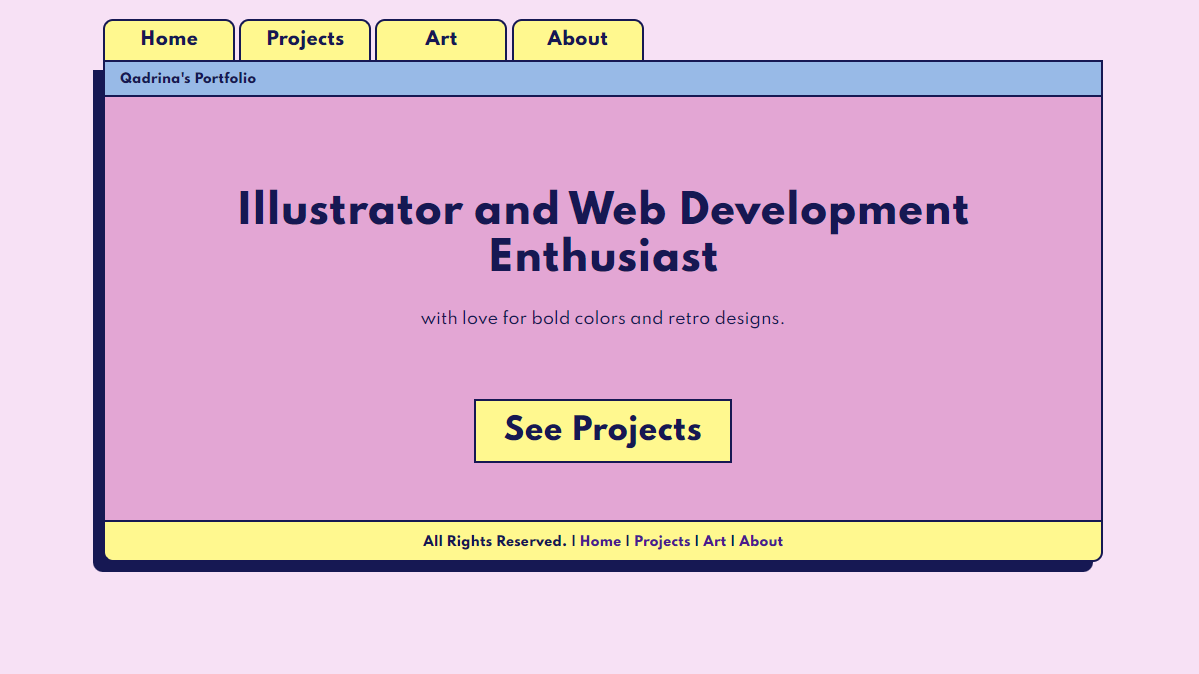 Home Projects Art About
Qadrina's Portfolio
Illustrator and Web Development
Enthusiast
with love for bold colors and retro designs.
See Projects
All Rights Reserved. | Home | Projects | Art | About